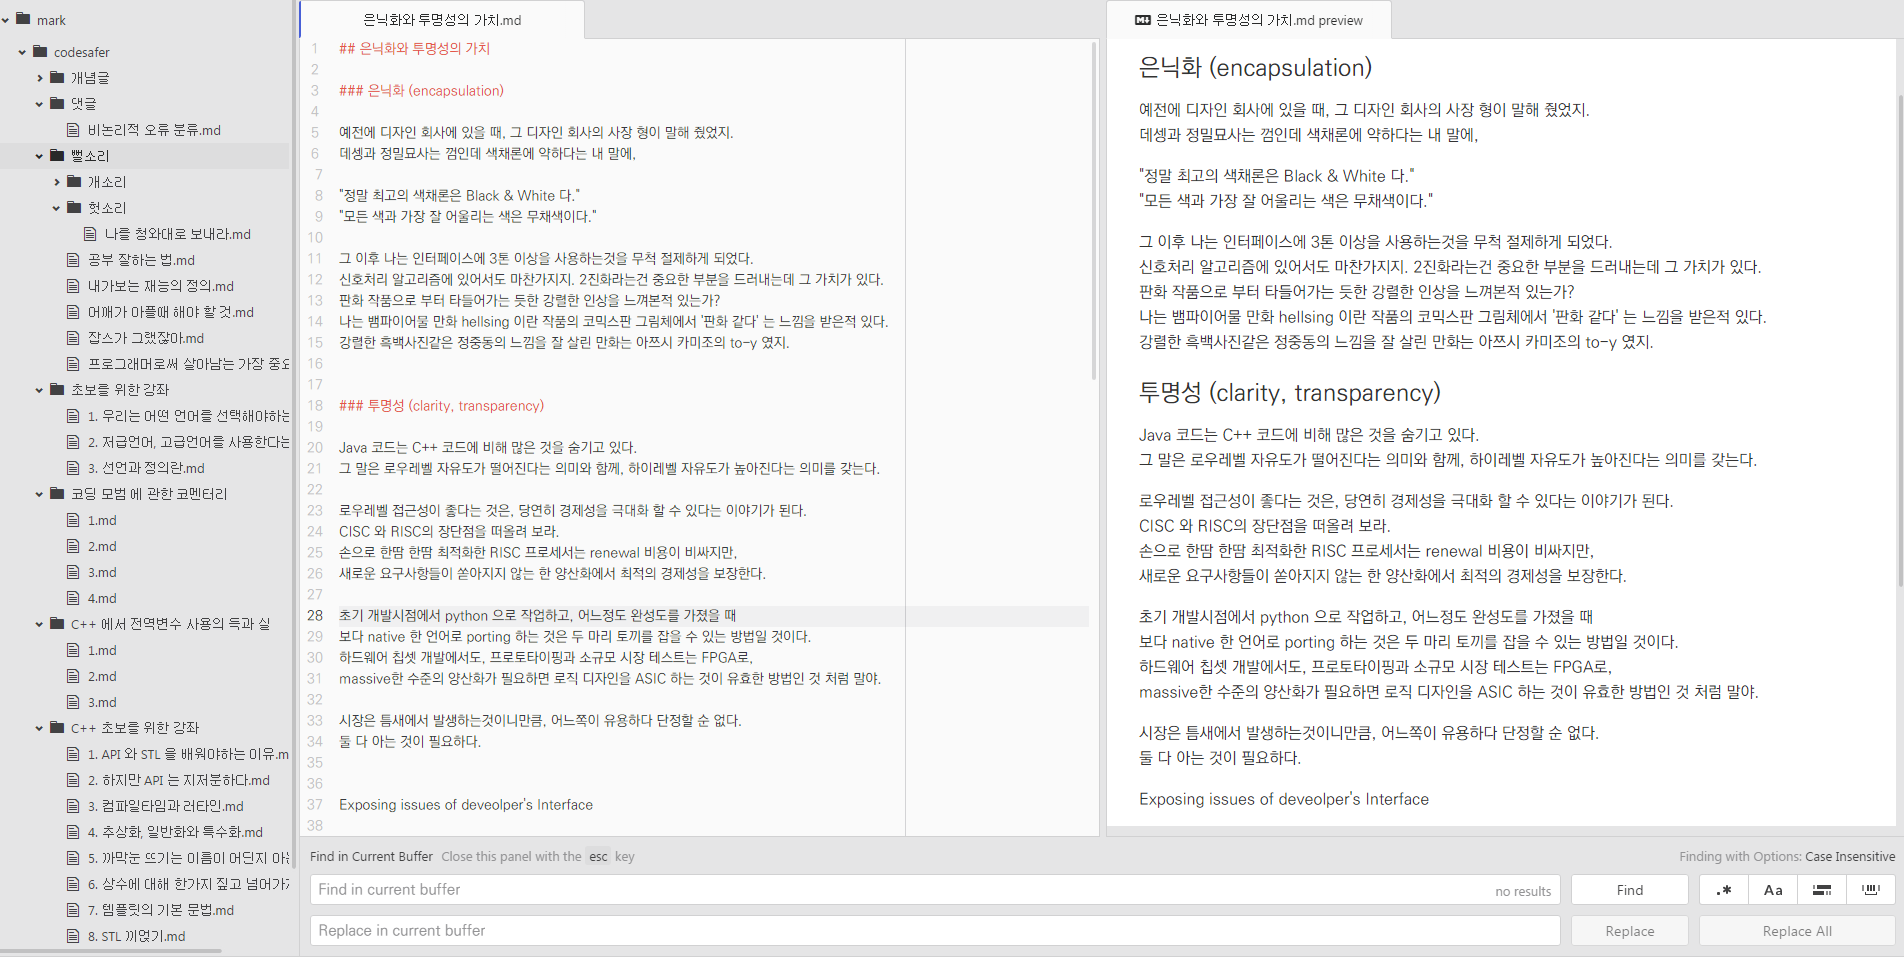 mark
codesafer
개념글
댓글
비논리적 오류 분류.md
뻘소리
개소리
헛소리
나를 청와대로 보내라.md
공부 잘하는 법.md
내가보는 재능의 정의.md
어깨가 아플때 해야 할 것.md
잡스가 그랬잖아.md
프로그래머로써 살아남는 가장 중요
초보를 위한 강좌
1. 우리는 어떤 언어를 선택해야하는
2. 저급언어, 고급언어를 사용한다는
3. 선언과 정의란.md
코딩 모범 에 관한 코멘터리
1.md
2.md
3.md
4.md
C++ 에서 전역변수 사용의 득과 실
1.md
2.md
3.md
C++ 초보를 위한 강좌
1. API 와 STL 을 배워야하는 이유.m
2. 하지만 API 는 지저분하다.md
3. 컴파일타임과 러타인.md
4. 추상화, 일반화와 특수화.md
5. 까막눈 뜨기는 이름이 어딘지 아는
6. 상수에 대해 한가지 짚고 넘어가자
7. 템플릿의 기본 문법.md
8. STL 끼얹기.md
은닉화와 투명성의 가치.md
1 ## 은닉화와 투명성의 가치
2
3 ### 은닉화 (encapsulation)
4
5 예전에 디자인 회사에 있을 때, 그 디자인 회사의 사장 형이 말해 줬었지.
6 데셍과 정밀묘사는 껌인데 색채론에 약하다는 내 말에,
7
8 "정말 최고의 색채론은 Black & White 다."
9 "모든 색과 가장 잘 어울리는 색은 무채색이다."
10
11 그 이후 나는 인터페이스에 3톤 이상을 사용하는것을 무척 절제하게 되었다.
12 신호처리 알고리즘에 있어서도 마찬가지지. 2진화라는건 중요한 부분을 드러내는데 그 가치가 있다.
13 판화 작품으로 부터 타들어가는 듯한 강렬한 인상을 느껴본적 있는가?
14 나는 뱀파이어물 만화 hellsing 이란 작품의 코믹스판 그림체에서 '판화 같다' 는 느낌을 받은적 있다.
15 강렬한 흑백사진같은 정중동의 느낌을 잘 살린 만화는 아쯔시 카미조의 to-y 였지.
16
17
18 ### 투명성 (clarity, transparency)
19
20 Java 코드는 C++ 코드에 비해 많은 것을 숨기고 있다.
21 그 말은 로우레벨 자유도가 떨어진다는 의미와 함께, 하이레벨 자유도가 높아진다는 의미를 갖는다.
22
23 로우레벨 접근성이 좋다는 것은, 당연히 경제성을 극대화 할 수 있다는 이야기가 된다.
24 CISC 와 RISC의 장단점을 떠올려 보라.
25 손으로 한땀 한땀 최적화한 RISC 프로세서는 renewal 비용이 비싸지만,
26 새로운 요구사항들이 쏟아지지 않는 한 양산화에서 최적의 경제성을 보장한다.
27
28 초기 개발시점에서 python 으로 작업하고, 어느정도 완성도를 가졌을 때
29 보다 native 한 언어로 porting 하는 것은 두 마리 토끼를 잡을 수 있는 방법일 것이다.
30 하드웨어 칩셋 개발에서도, 프로토타이핑과 소규모 시장 테스트는 FPGA로,
31 massive한 수준의 양산화가 필요하면 로직 디자인을 ASIC 하는 것이 유효한 방법인 것 처럼 말야.
32
33 시장은 틈새에서 발생하는것이니만큼, 어느쪽이 유용하다 단정할 순 없다.
34 둘 다 아는 것이 필요하다.
35
36
37 Exposing issues of deveolper's Interface
38
은닉화와 투명성의 가치.md preview
은닉화 (encapsulation)
예전에 디자인 회사에 있을 때, 그 디자인 회사의 사장 형이 말해 줬었지.
데셍과 정밀묘사는 껌인데 색채론에 약하다는 내 말에,
"정말 최고의 색채론은 Black & White 다."
"모든 색과 가장 잘 어울리는 색은 무채색이다."
그 이후 나는 인터페이스에 3톤 이상을 사용하는것을 무척 절제하게 되었다.
신호처리 알고리즘에 있어서도 마찬가지지. 2진화라는건 중요한 부분을 드러내는데 그 가치가 있다.
판화 작품으로 부터 타들어가는 듯한 강렬한 인상을 느껴본적 있는가?
나는 뱀파이어물 만화 hellsing 이란 작품의 코믹스판 그림체에서 '판화 같다' 는 느낌을 받은적 있다.
강렬한 흑백사진같은 정중동의 느낌을 잘 살린 만화는 아쯔시 카미조의 to-y 였지.
투명성 (clarity, transparency)
Java 코드는 C++ 코드에 비해 많은 것을 숨기고 있다.
그 말은 로우레벨 자유도가 떨어진다는 의미와 함께, 하이레벨 자유도가 높아진다는 의미를 갖는다.
로우레벨 접근성이 좋다는 것은, 당연히 경제성을 극대화 할 수 있다는 이야기가 된다.
CISC 와 RISC의 장단점을 떠올려 보라.
손으로 한땀 한땀 최적화한 RISC 프로세서는 renewal 비용이 비싸지만,
새로운 요구사항들이 쏟아지지 않는 한 양산화에서 최적의 경제성을 보장한다.
초기 개발시점에서 python 으로 작업하고, 어느정도 완성도를 가졌을 때
보다 native 한 언어로 porting 하는 것은 두 마리 토끼를 잡을 수 있는 방법일 것이다.
하드웨어 칩셋 개발에서도, 프로토타이핑과 소규모 시장 테스트는 FPGA로,
massive한 수준의 양산화가 필요하면 로직 디자인을 ASIC 하는 것이 유효한 방법인 것 처럼 말야.
시장은 틈새에서 발생하는것이니만큼, 어느쪽이 유용하다 단정할 순 없다.
둘 다 아는 것이 필요하다.
Exposing issues of deveolper's Interface
Find in Current Buffer Close this panel with the esc key
Finding with Options: Case Insensitive
Find in current buffer no results Find .* Aa
Replace in current buffer Replace Replace All